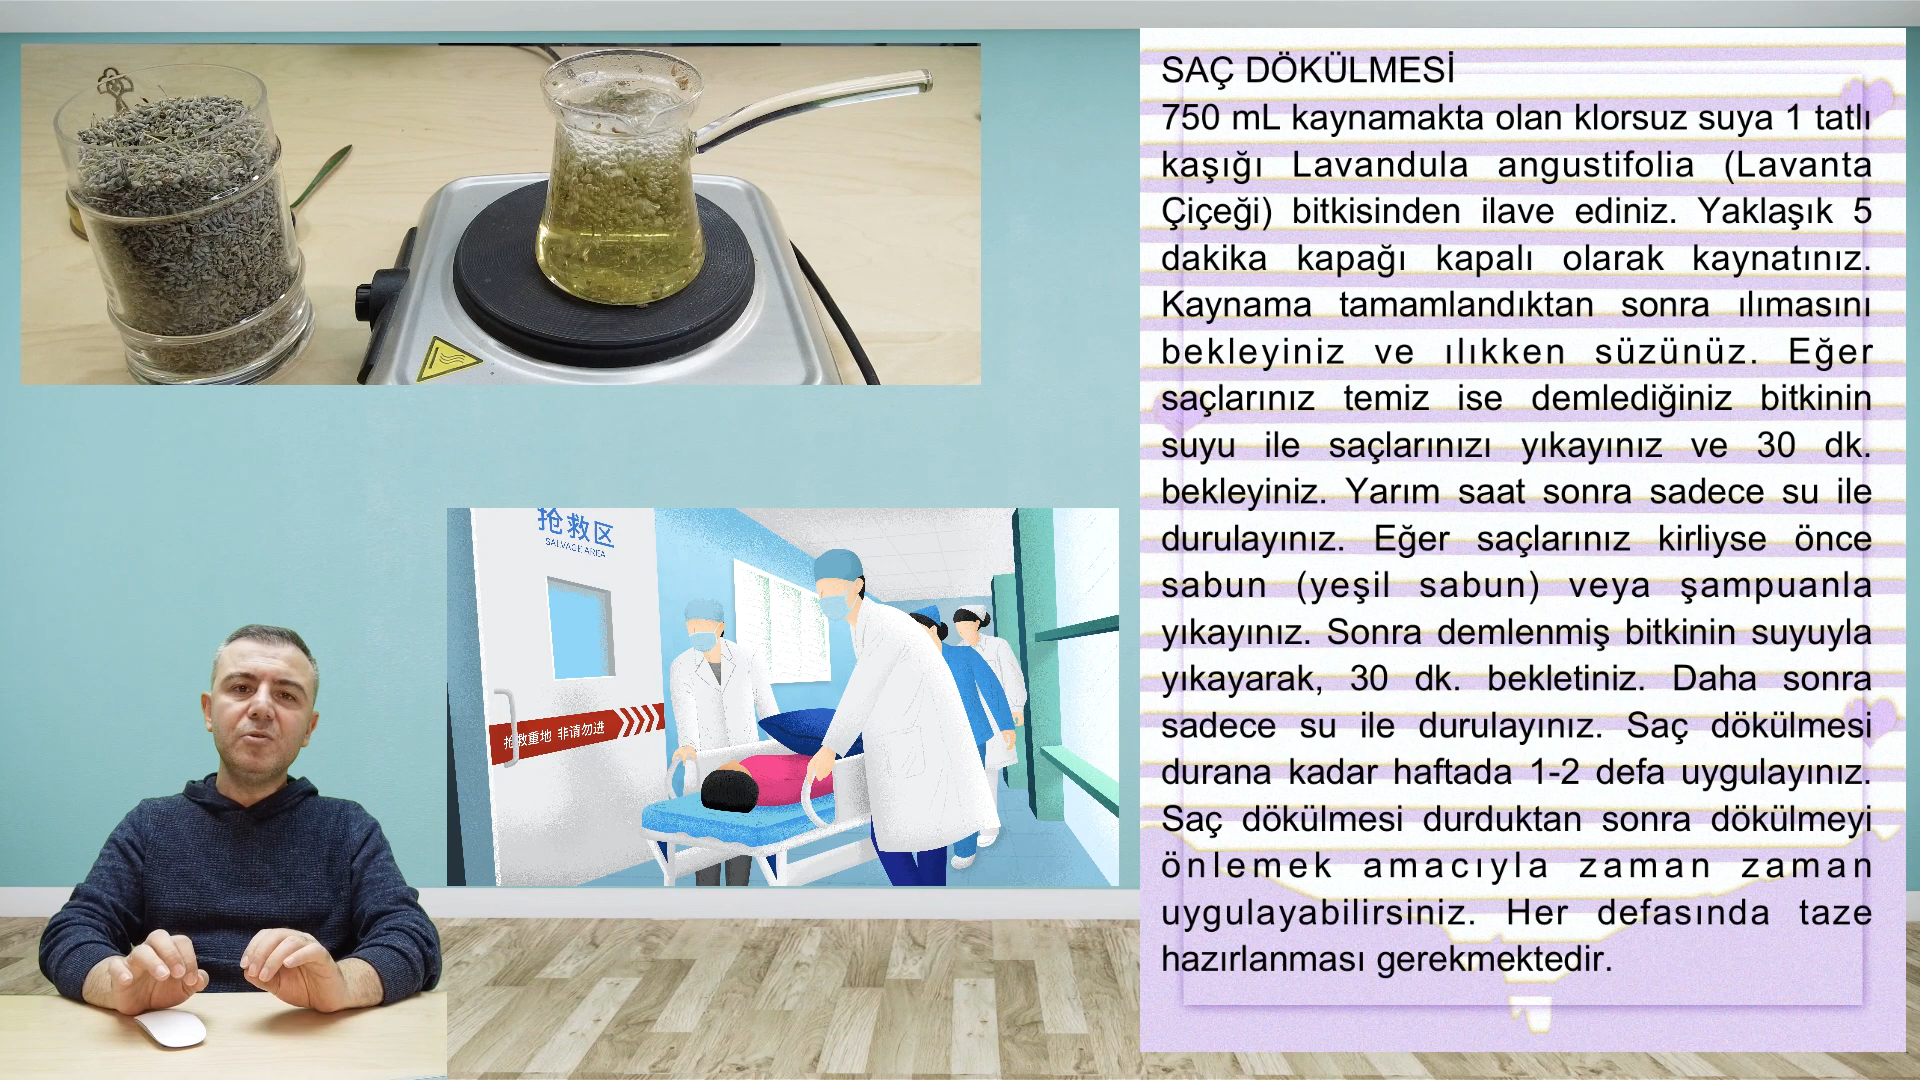 SAÇ DÖKÜLMESİ
750 mL kaynamakta olan klorsuz suya 1 tatlı
kaşığı Lavandula angustifolia (Lavanta
Çiçeği) bitkisinden ilave ediniz. Yaklaşık 5
dakika kapağı kapalı olarak kaynatınız.
Kaynama tamamlandıktan sonra ılımasını
bekleyiniz ve ılıkken süzünüz. Eğer
saçlarınız temiz ise demlediğiniz bitkinin
suyu ile saçlarınızı yıkayınız ve 30 dk.
bekleyiniz. Yarım saat sonra sadece su ile
durulayınız. Eğer saçlarınız kirliyse önce
sabun (yeşil sabun) veya şampuanla
yıkayınız. Sonra demlenmiş bitkinin suyuyla
yıkayarak, 30 dk. bekletiniz. Daha sonra
sadece su ile durulayınız. Saç dökülmesi
durana kadar haftada 1-2 defa uygulayınız.
Saç dökülmesi durduktan sonra dökülmeyi
önlemek amacıyla zaman zaman
uygulayabilirsiniz. Her defasında taze
hazırlanması gerekmektedir.
抢救区
SALVAGE AREA
抢救重地 非请勿进